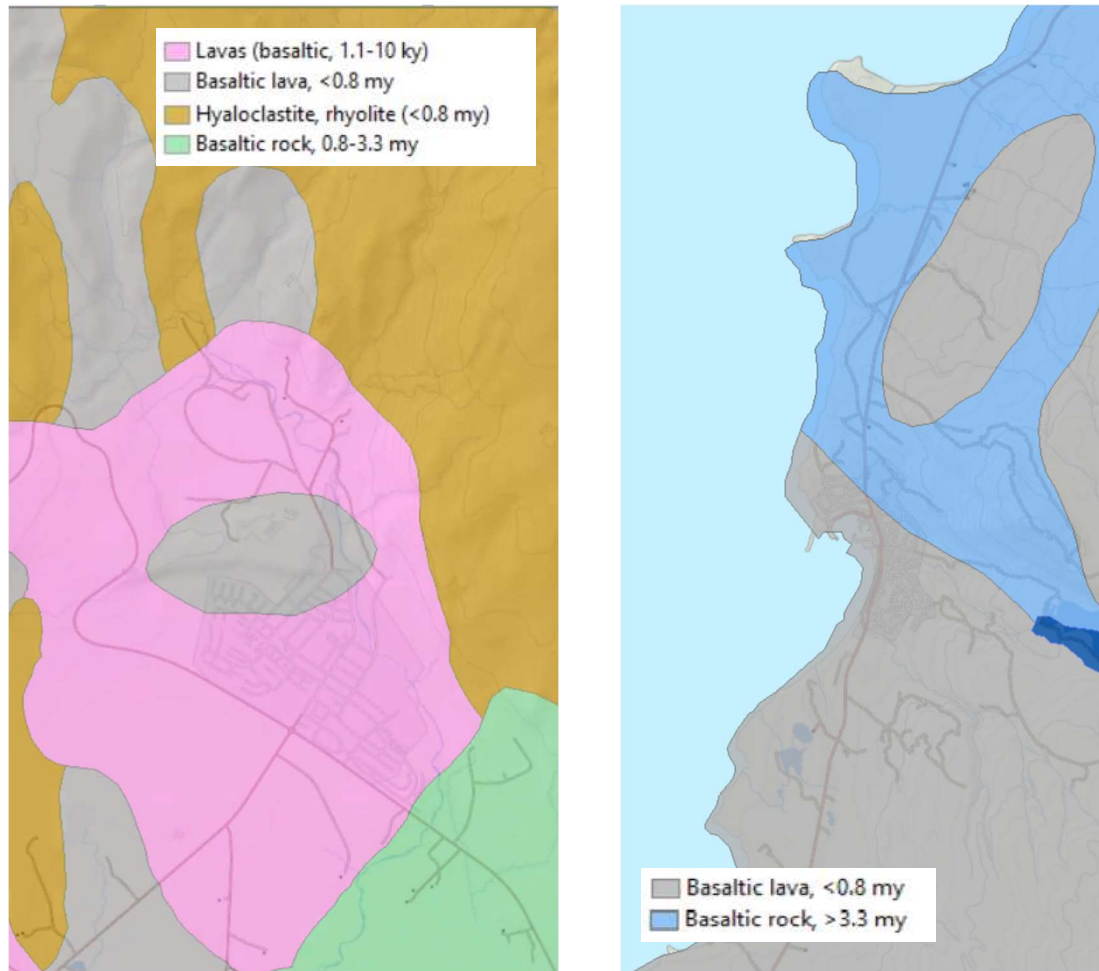 Lavas (basaltic, 1.1-10 ky)
Basaltic lava, <0.8 my
Hyaloclastite, rhyolite (<0.8 my)
Basaltic rock, 0.8-3.3 my
Basaltic lava, <0.8 my
Basaltic rock, >3.3 my